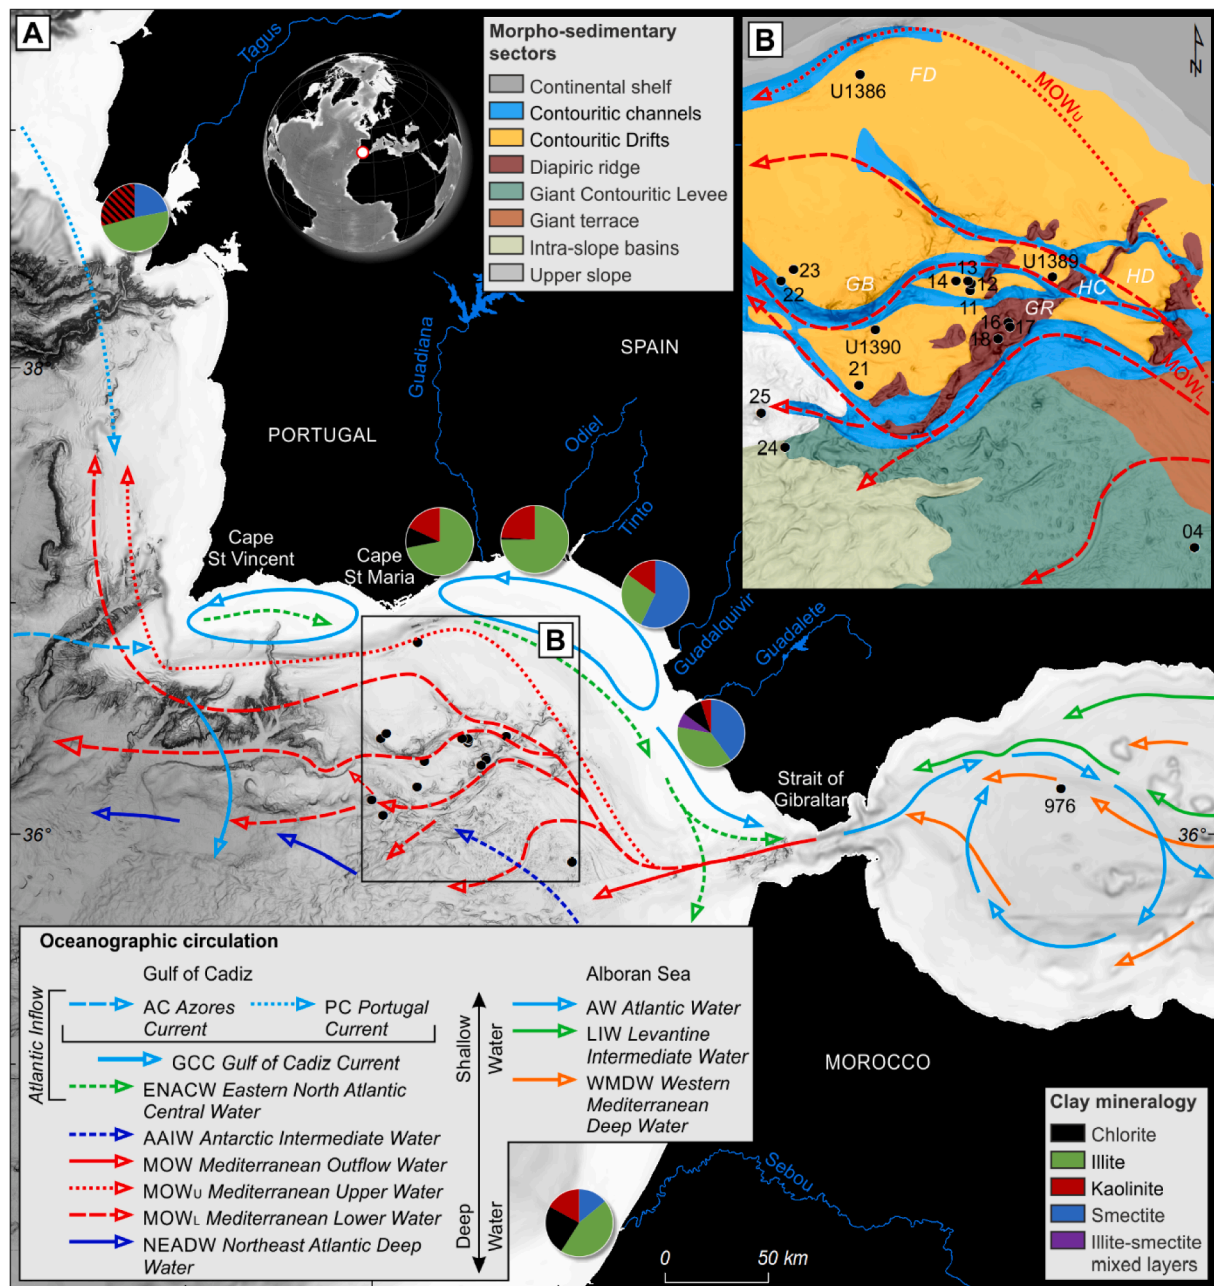 A
Tagus
Morpho-sedimentary
sectors
Continental shelf
Contouritic channels
Contouritic Drifts
Diapiric ridge
Giant Contouritic Levee
Giant terrace
Intra-slope basins
Upper slope
B
N
FD
U1386
MOWU
23
22
GB
14
13
12
11
U1389
HC
HD
GR
16
17
18
U1390
21
MOWL
25
24
04
38
Guadiana
SPAIN
PORTUGAL
Odiel
Tinto
Cape
St Vincent
Cape
St Maria
Guadalquivir
Guadalete
B
Strait of
Gibraltar
976
36°
36°
Oceanographic circulation
Gulf of Cadiz
Atlantic Inflow
AC Azores
Current
PC Portugal
Current
GCC Gulf of Cadiz Current
ENACW Eastern North Atlantic
Central Water
AAIW Antarctic Intermediate Water
MOW Mediterranean Outflow Water
MOWU Mediterranean Upper Water
MOWL Mediterranean Lower Water
NEADW Northeast Atlantic Deep
Water
Shallow
Water
Deep
Water
Alboran Sea
AW Atlantic Water
LIW Levantine
Intermediate Water
WMDW Western
Mediterranean
Deep Water
MOROCCO
Sebou
0 50 km
Clay mineralogy
Chlorite
Illite
Kaolinite
Smectite
Illite-smectite
mixed layers